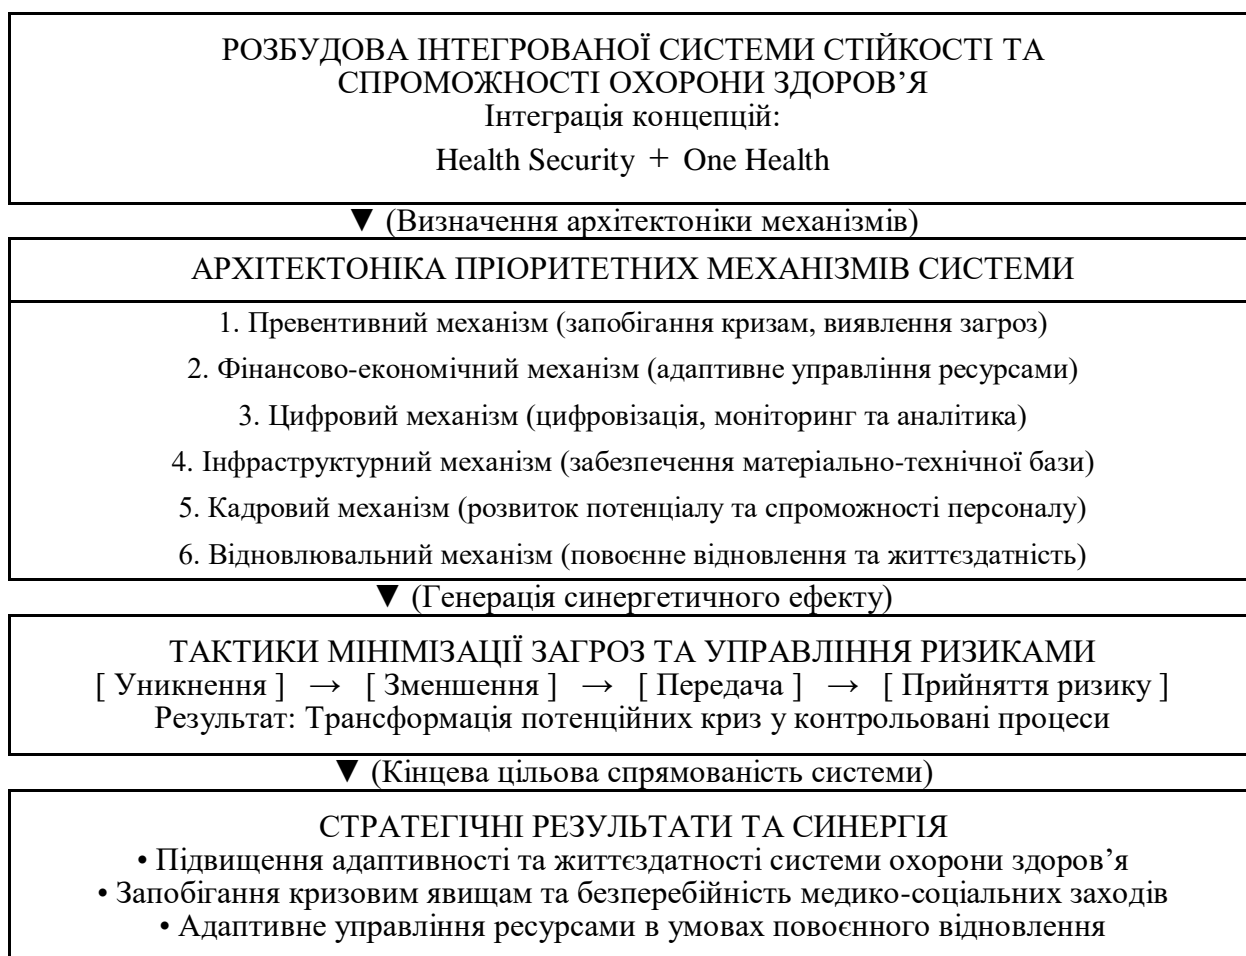 РОЗБУДОВА ІНТЕГРОВАНОЇ СИСТЕМИ СТІЙКОСТІ ТА
СПРОМОЖНОСТІ ОХОРОНИ ЗДОРОВ’Я
Інтеграція концепцій:
Health Security + One Health
▼ (Визначення архітектоніки механізмів)
АРХІТЕКТОНІКА ПРІОРИТЕТНИХ МЕХАНІЗМІВ СИСТЕМИ
1. Превентивний механізм (запобігання кризам, виявлення загроз)
2. Фінансово-економічний механізм (адаптивне управління ресурсами)
3. Цифровий механізм (цифровізація, моніторинг та аналітика)
4. Інфраструктурний механізм (забезпечення матеріально-технічної бази)
5. Кадровий механізм (розвиток потенціалу та спроможності персоналу)
6. Відновлювальний механізм (повоєнне відновлення та життєздатність)
▼ (Генерація синергетичного ефекту)
ТАКТИКИ МІНІМІЗАЦІЇ ЗАГРОЗ ТА УПРАВЛІННЯ РИЗИКАМИ
[ Уникнення ] → [ Зменшення ] → [ Передача ] → [ Прийняття ризику ]
Результат: Трансформація потенційних криз у контрольовані процеси
▼ (Кінцева цільова спрямованість системи)
СТРАТЕГІЧНІ РЕЗУЛЬТАТИ ТА СИНЕРГІЯ
• Підвищення адаптивності та життєздатності системи охорони здоров’я
• Запобігання кризовим явищам та безперебійність медико-соціальних заходів
• Адаптивне управління ресурсами в умовах повоєнного відновлення